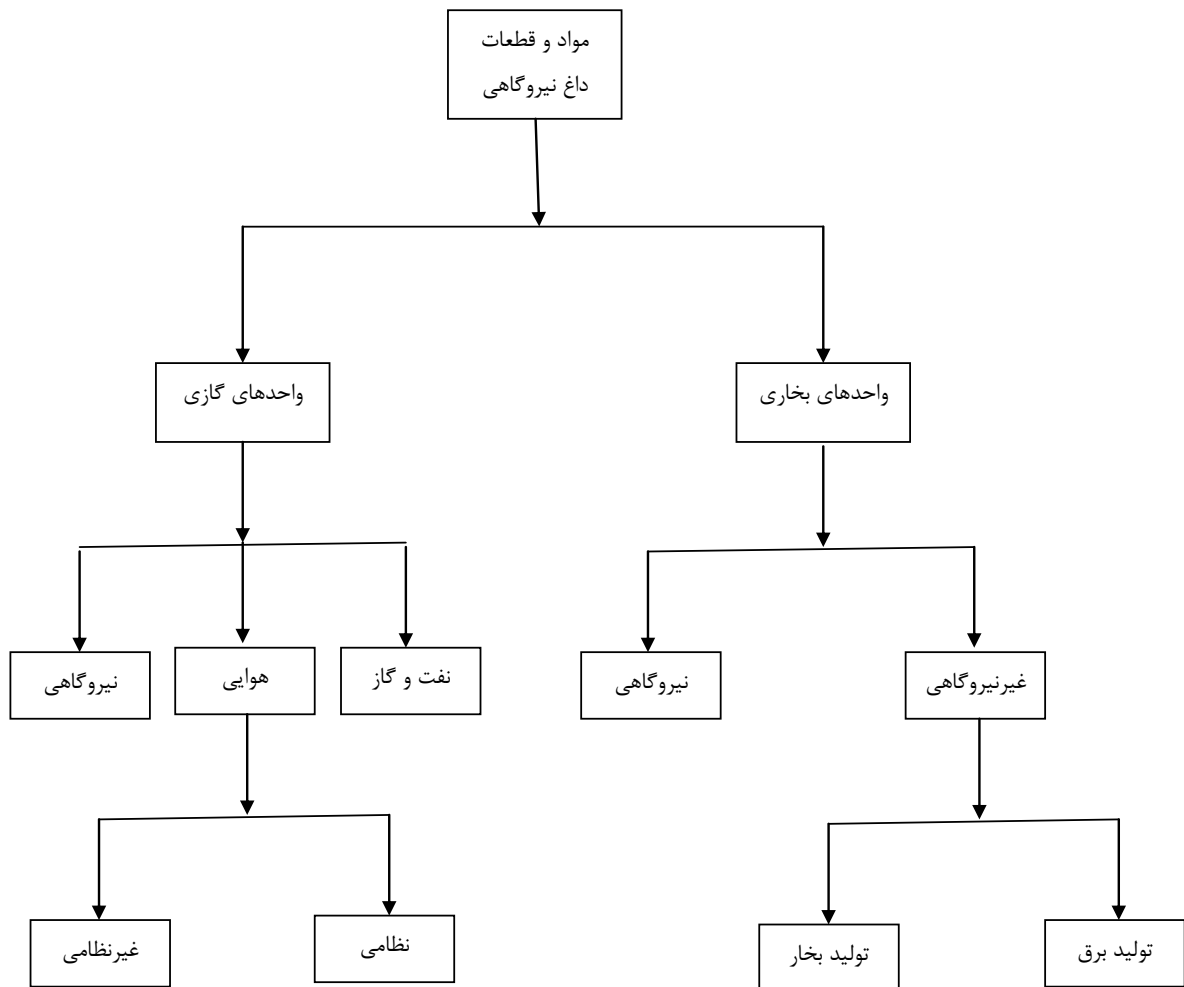 مواد و قطعات
داغ نیروگاهی
واحدهای بخاری
واحدهای گازی
غیرنیروگاهی
نیروگاهی
نفت و گاز
هوایی
نیروگاهی
تولید برق
تولید بخار
نظامی
غیرنظامی